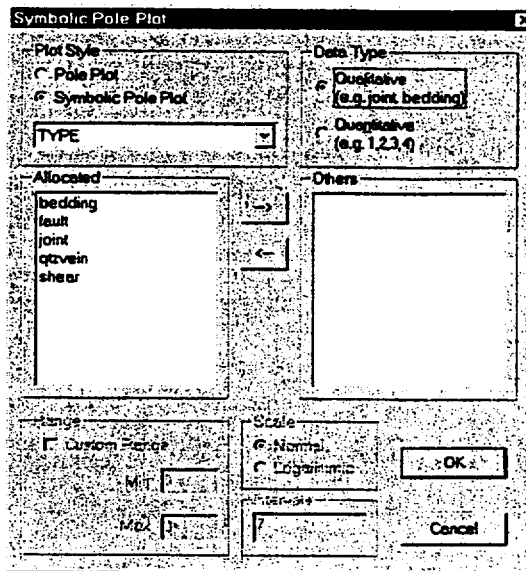 Symbolic Pole Plot
Plot Style
Pole Plot
Symbolic Pole Plot
TYPE
Data Type
Qualitative
(e.g. joint, bedding)
Quantitative
(e.g. 1,2,3,4)
Allocated
bedding
fault
joint
qtzvein
shear
-->
<--
Others
Range
Custom Range
Min
Max
Scale
Normal
Logarithmic
Intervals
7
OK
Cancel